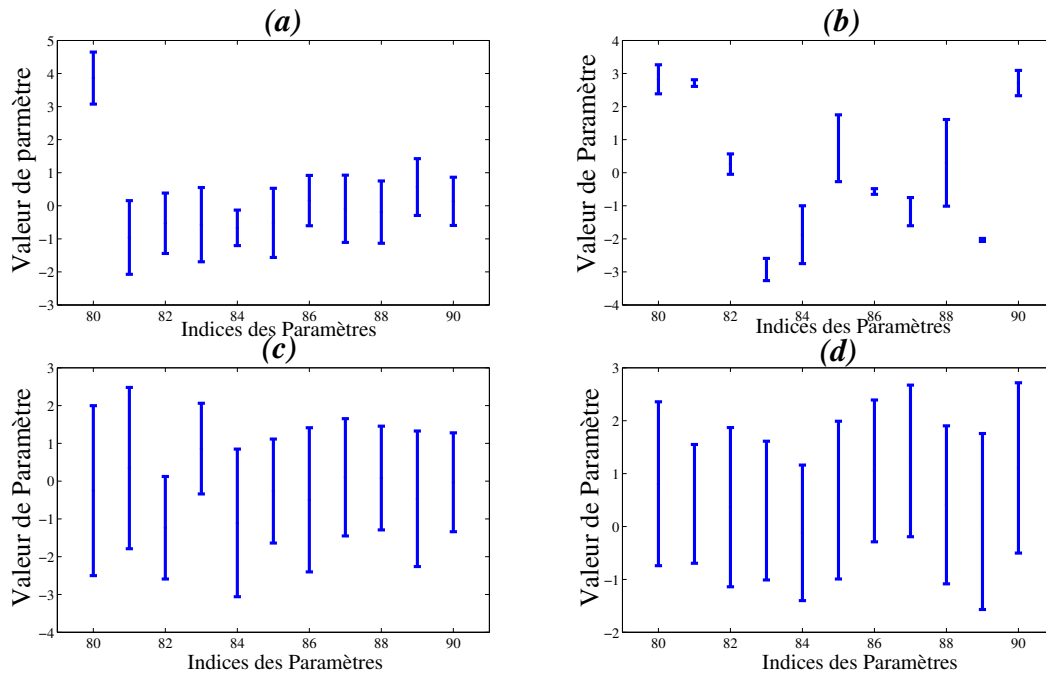 (a)
Valeur de parmètre
5
4
3
2
1
0
−1
−2
−3
80 82 84 86 88 90
Indices des Paramètres
(b)
Valeur de Paramètre
4
3
2
1
0
−1
−2
−3
−4
80 82 84 86 88 90
Indices des Paramètres
(c)
Valeur de Paramètre
3
2
1
0
−1
−2
−3
−4
80 82 84 86 88 90
Indices des Paramètres
(d)
Valeur de Paramètre
3
2
1
0
−1
−2
80 82 84 86 88 90
Indices des Paramètres